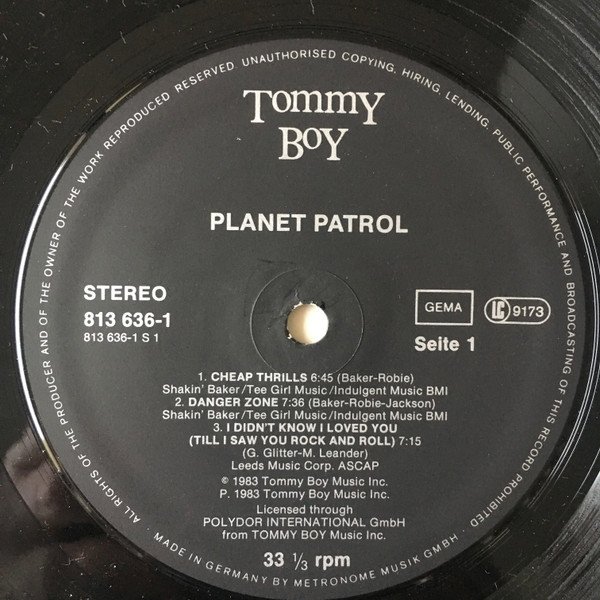 ALL RIGHTS OF THE PRODUCER AND OF THE OWNER OF THE WORK REPRODUCED RESERVED. UNAUTHORISED COPYING, HIRING, LENDING, PUBLIC PERFORMANCE AND BROADCASTING OF THIS RECORD PROHIBITED
TOMMY
BOY
PLANET PATROL
STEREO
813 636-1
813 636-1 S 1
GEMA
LC 9173
Seite 1
1. CHEAP THRILLS 6:45 (Baker-Robie)
Shakin' Baker/Tee Girl Music/Indulgent Music BMI
2. DANGER ZONE 7:36 (Baker-Robie-Jackson)
Shakin' Baker/Tee Girl Music/Indulgent Music BMI
3. I DIDN'T KNOW I LOVED YOU
(TILL I SAW YOU ROCK AND ROLL) 7:15
(G. Glitter-M. Leander)
Leeds Music Corp. ASCAP
© 1983 Tommy Boy Music Inc.
P. 1983 Tommy Boy Music Inc.
Licensed through
POLYDOR INTERNATIONAL GmbH
from TOMMY BOY Music Inc.
33 1/3 rpm
MADE IN GERMANY BY METRONOME MUSIK GMBH